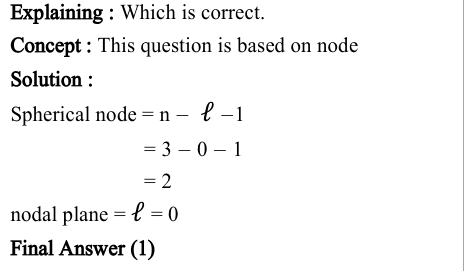 Explaining : Which is correct.
Concept : This question is based on node
Solution :
Spherical node = n – ℓ –1
= 3 – 0 – 1
= 2
nodal plane = ℓ = 0
Final Answer (1)